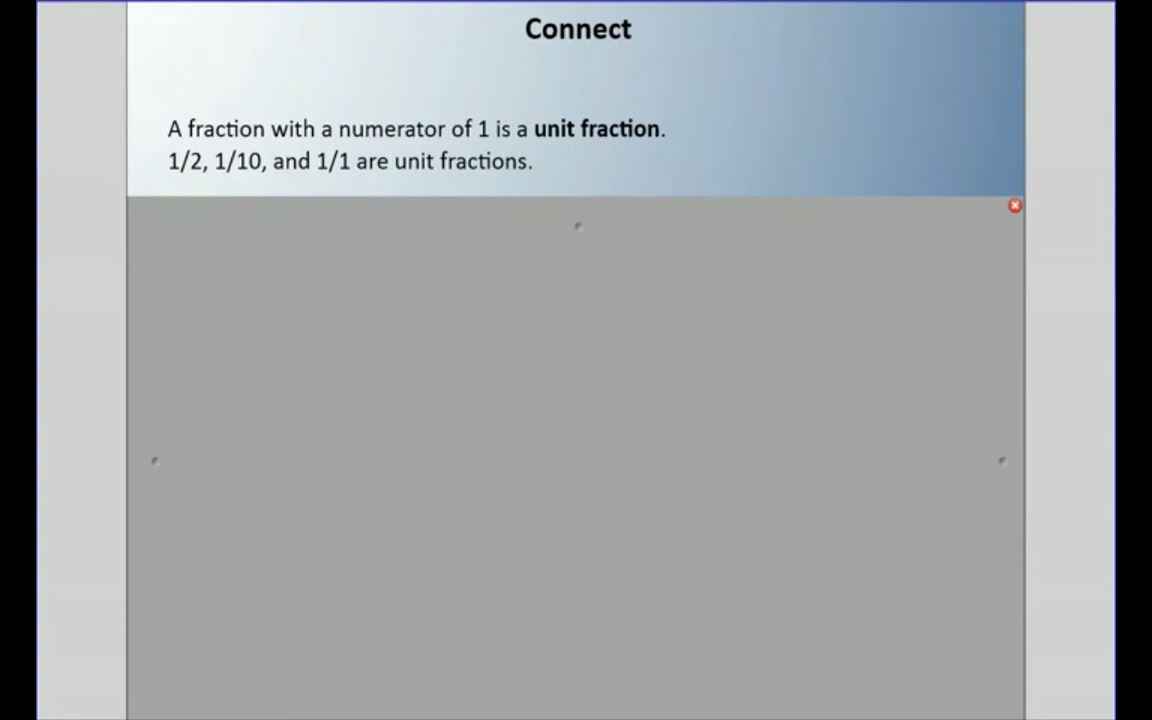 Connect
A fraction with a numerator of 1 is a unit fraction.
1/2, 1/10, and 1/1 are unit fractions.